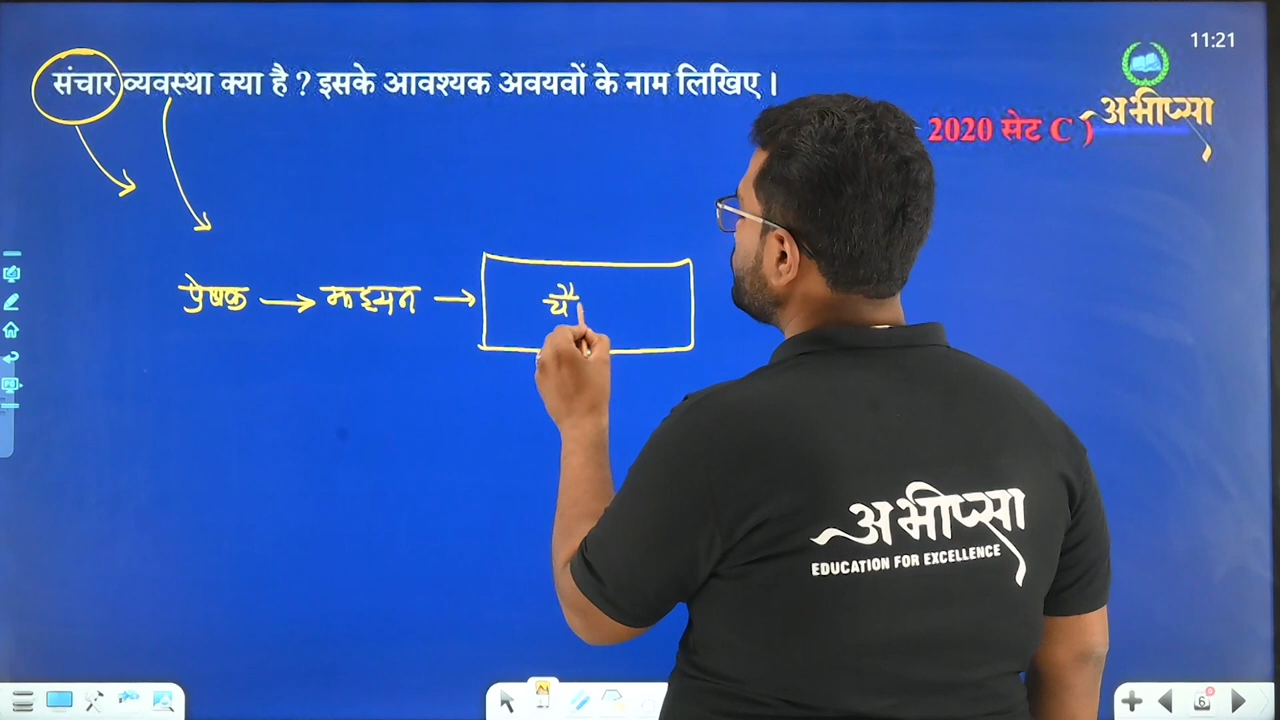 11:21
संचार व्यवस्था क्या है ? इसके आवश्यक अवयवों के नाम लिखिए ।
अभीप्सा
2020 सेट C )
प्रेषक → माध्यम →
चै
अभीप्सा
EDUCATION FOR EXCELLENCE
6